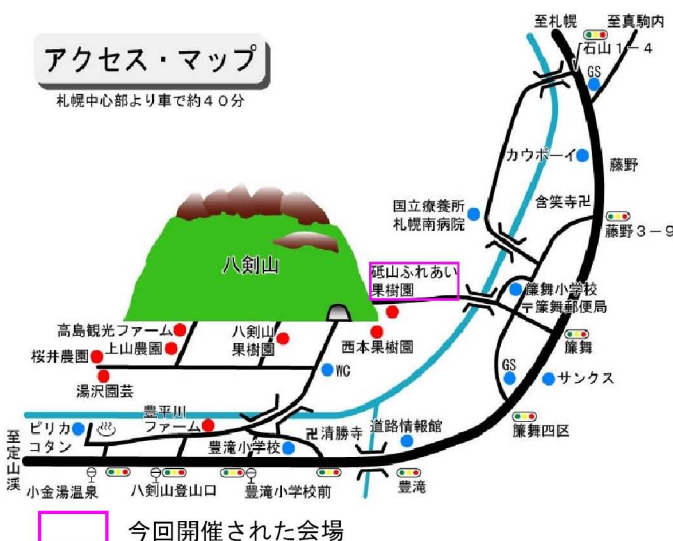 アクセス・マップ
札幌中心部より車で約４０分
至札幌
至真駒内
石山１－４
GS
カウボーイ
藤野
国立療養所
札幌南病院
含笑寺卍
藤野３－９
八剣山
砥山ふれあい
果樹園
簾舞小学校
〒簾舞郵便局
高島観光ファーム
上山農園
八剣山
果樹園
西本果樹園
簾舞
桜井農園
湯沢園芸
WC
GS
サンクス
豊平川
ファーム
ピリカ
コタン
豊滝小学校
卍清勝寺
道路情報館
簾舞四区
至定山渓
小金湯温泉
八剣山登山口
豊滝小学校前
豊滝
今回開催された会場